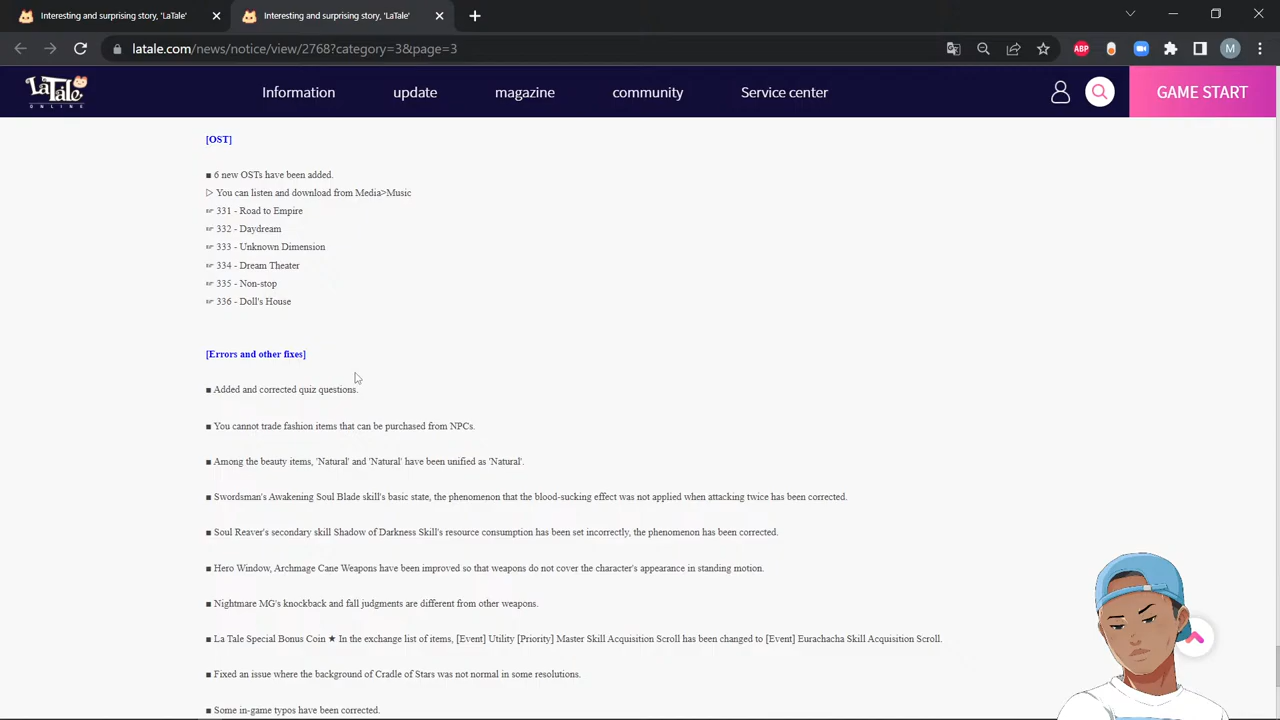 Interesting and surprising story, 'LaTale'
Interesting and surprising story, 'LaTale'
latale.com/news/notice/view/2768?category=3&page=3
ABP
M
La Tale
ONLINE
Information
update
magazine
community
Service center
GAME START
[OST]
■ 6 new OSTs have been added.
▷ You can listen and download from Media>Music
☞ 331 - Road to Empire
☞ 332 - Daydream
☞ 333 - Unknown Dimension
☞ 334 - Dream Theater
☞ 335 - Non-stop
☞ 336 - Doll's House
[Errors and other fixes]
■ Added and corrected quiz questions.
■ You cannot trade fashion items that can be purchased from NPCs.
■ Among the beauty items, 'Natural' and 'Natural' have been unified as 'Natural'.
■ Swordsman's Awakening Soul Blade skill's basic state, the phenomenon that the blood-sucking effect was not applied when attacking twice has been corrected.
■ Soul Reaver's secondary skill Shadow of Darkness Skill's resource consumption has been set incorrectly, the phenomenon has been corrected.
■ Hero Window, Archmage Cane Weapons have been improved so that weapons do not cover the character's appearance in standing motion.
■ Nightmare MG's knockback and fall judgments are different from other weapons.
■ La Tale Special Bonus Coin ★ In the exchange list of items, [Event] Utility [Priority] Master Skill Acquisition Scroll has been changed to [Event] Eurachacha Skill Acquisition Scroll.
■ Fixed an issue where the background of Cradle of Stars was not normal in some resolutions.
■ Some in-game typos have been corrected.